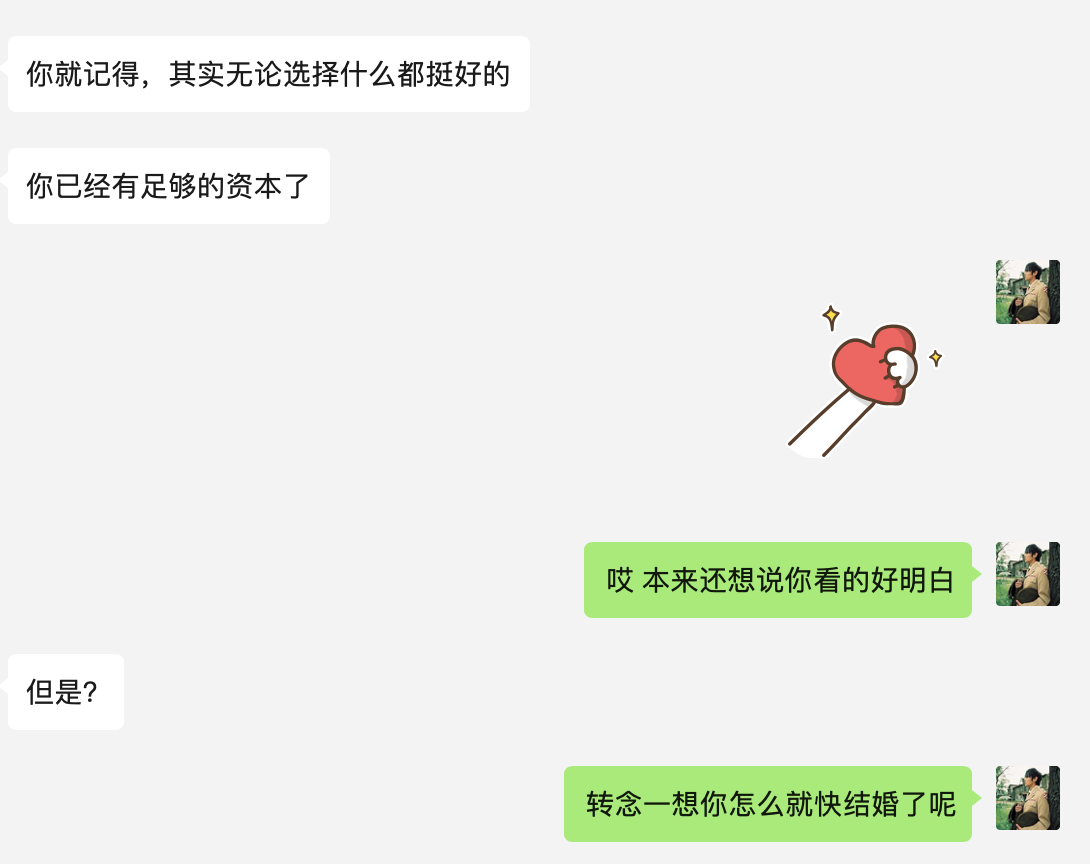 你就记得，其实无论选择什么都挺好的
你已经有足够的资本了
哎 本来还想说你看的好明白
但是？
转念一想你怎么就快结婚了呢